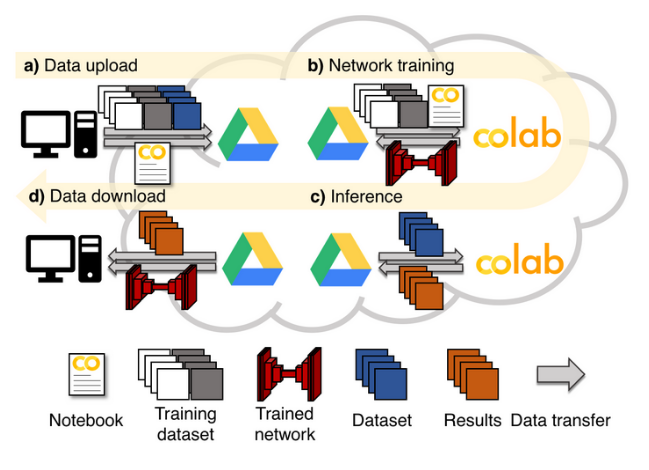 a) Data upload
b) Network training
CO
CO
colab
d) Data download
c) Inference
colab
CO
Notebook
Training
dataset
Trained
network
Dataset
Results
Data transfer